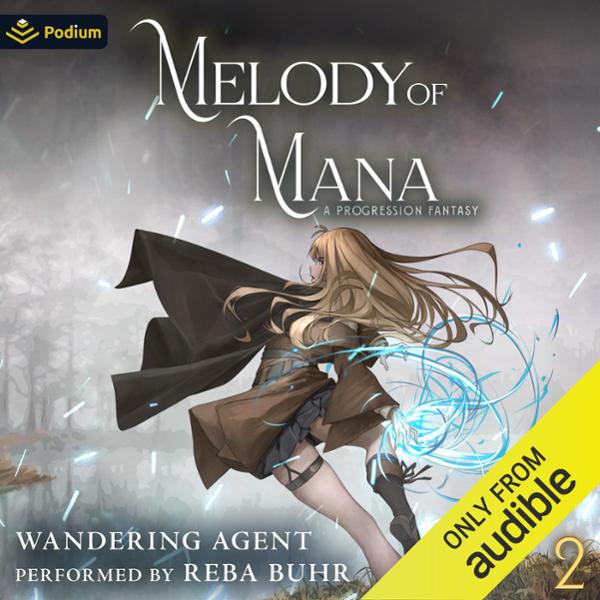 Podium
MELODY OF
MANA
A PROGRESSION FANTASY
WANDERING AGENT
PERFORMED BY REBA BUHR
ONLY FROM
audible
2